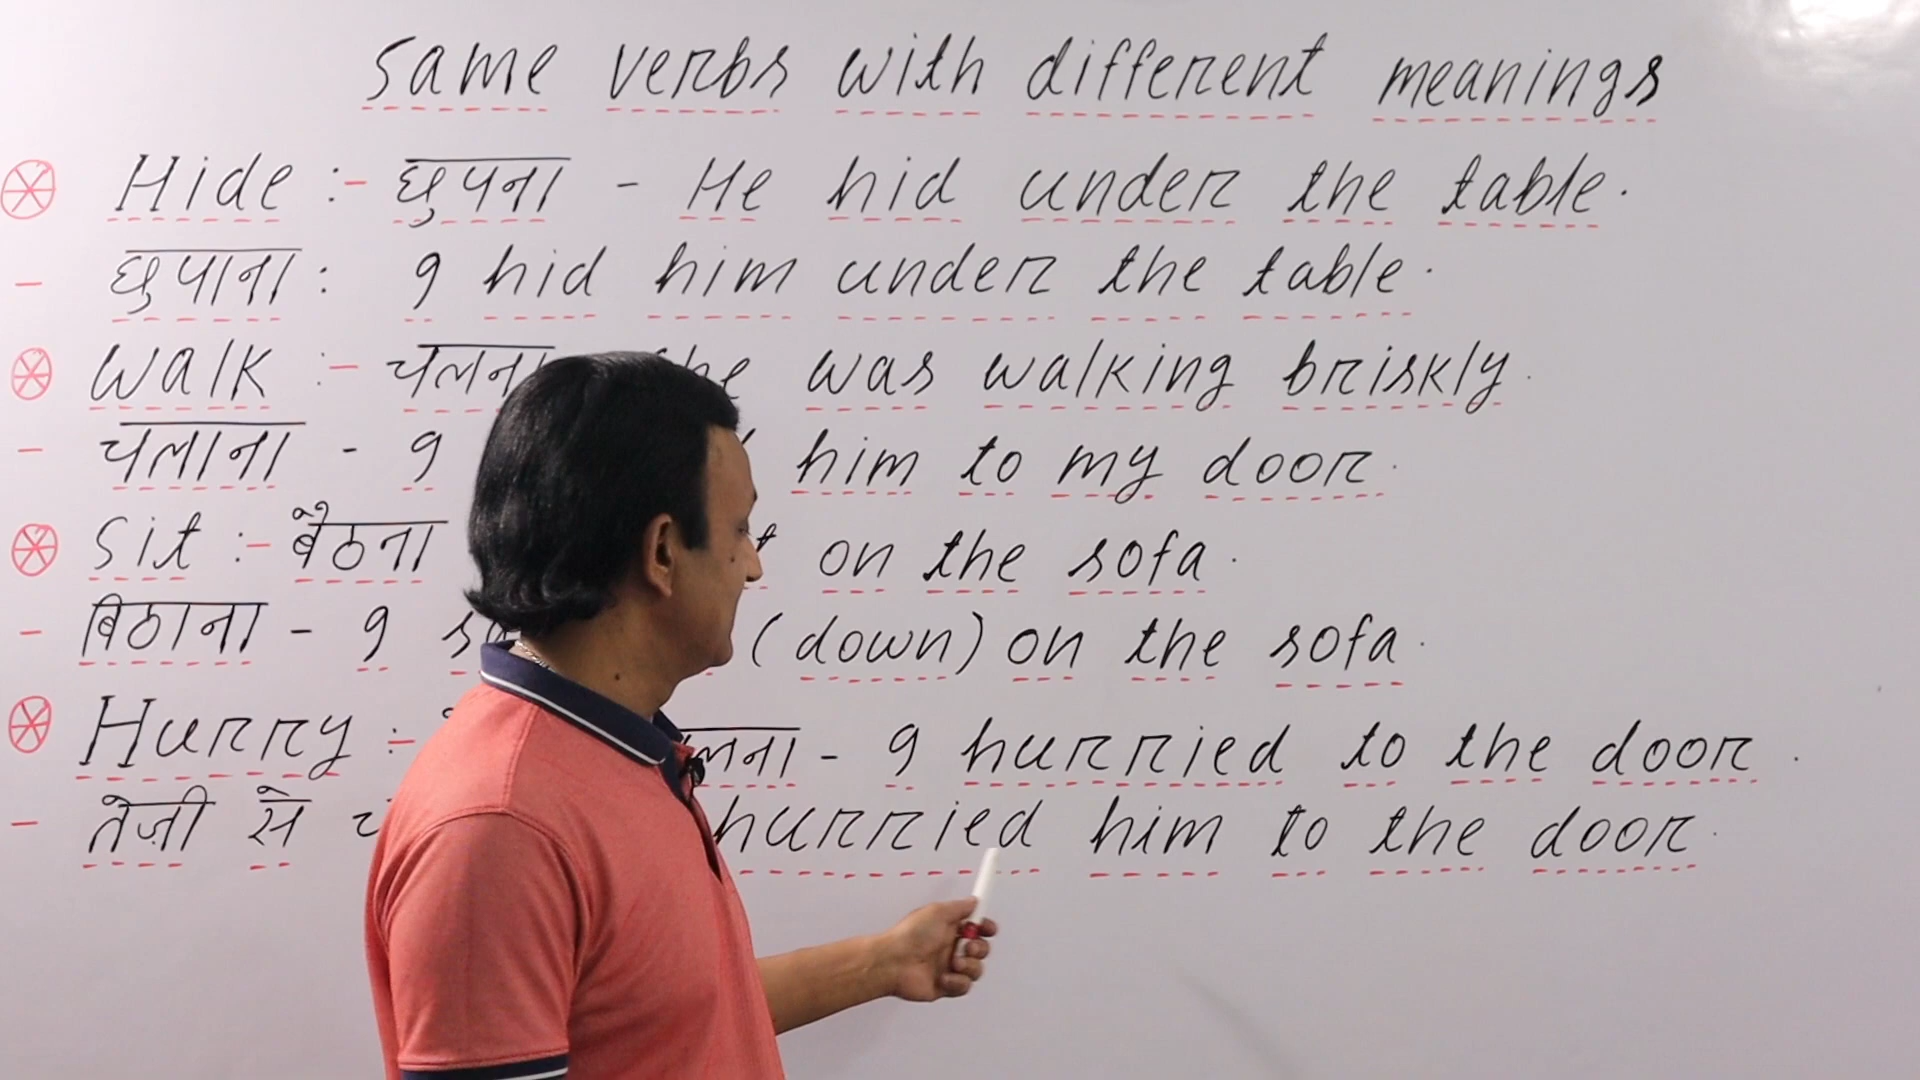 Same verbs with different meanings
Hide :- छुपना - He hid under the table.
- छुपाना : I hid him under the table.
Walk :- चलना he was walking briskly.
- चलाना - I him to my door.
Sit :- बैठना on the sofa.
- बिठाना - I (down) on the sofa.
Hurry :- लना - I hurried to the door.
- तेज़ी से hurried him to the door.